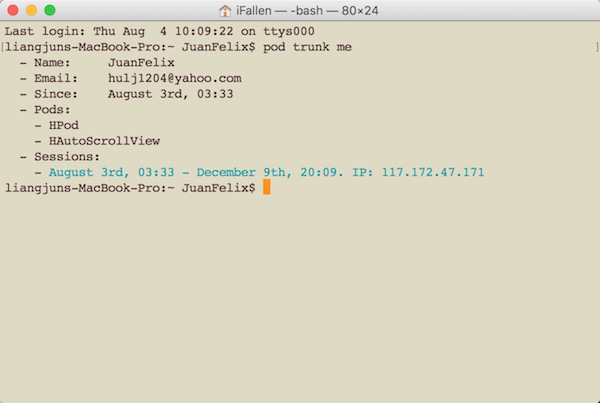 iFallen — -bash — 80×24
Last login: Thu Aug  4 10:09:22 on ttys000
[liangjuns-MacBook-Pro:~ JuanFelix$ pod trunk me ]
  - Name:     JuanFelix
  - Email:    hulj1204@yahoo.com
  - Since:    August 3rd, 03:33
  - Pods:
    - HPod
    - HAutoScrollView
  - Sessions:
    - August 3rd, 03:33 - December 9th, 20:09. IP: 117.172.47.171
liangjuns-MacBook-Pro:~ JuanFelix$